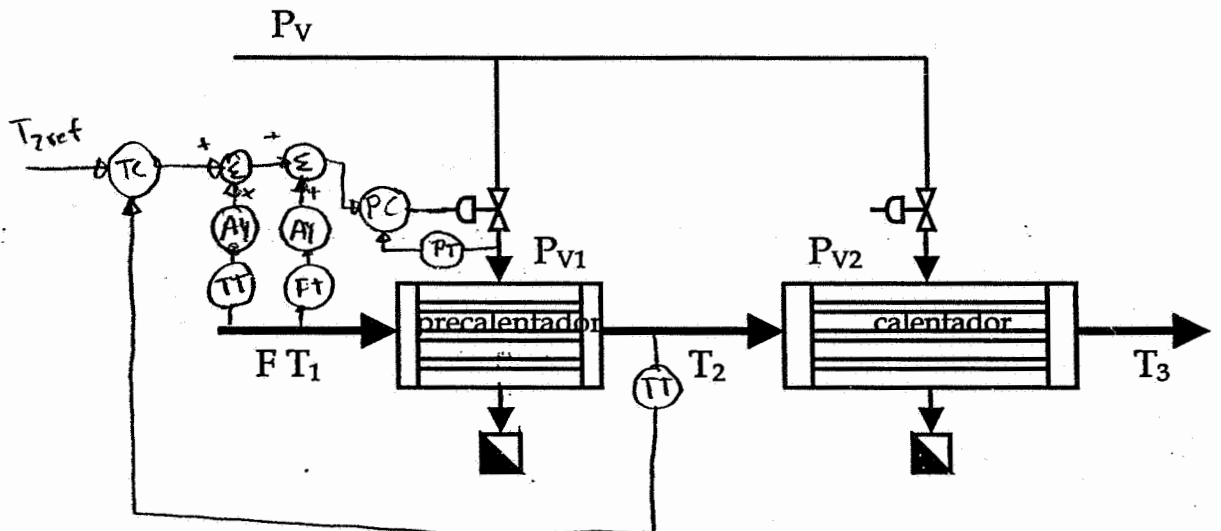 P_V
T_2ref
TC
+
Σ
+
Σ
PC
+
+
AY
AY
PT
P_V1
P_V2
TT
FT
precalentador
calentador
F T_1
T_2
T_3
TT